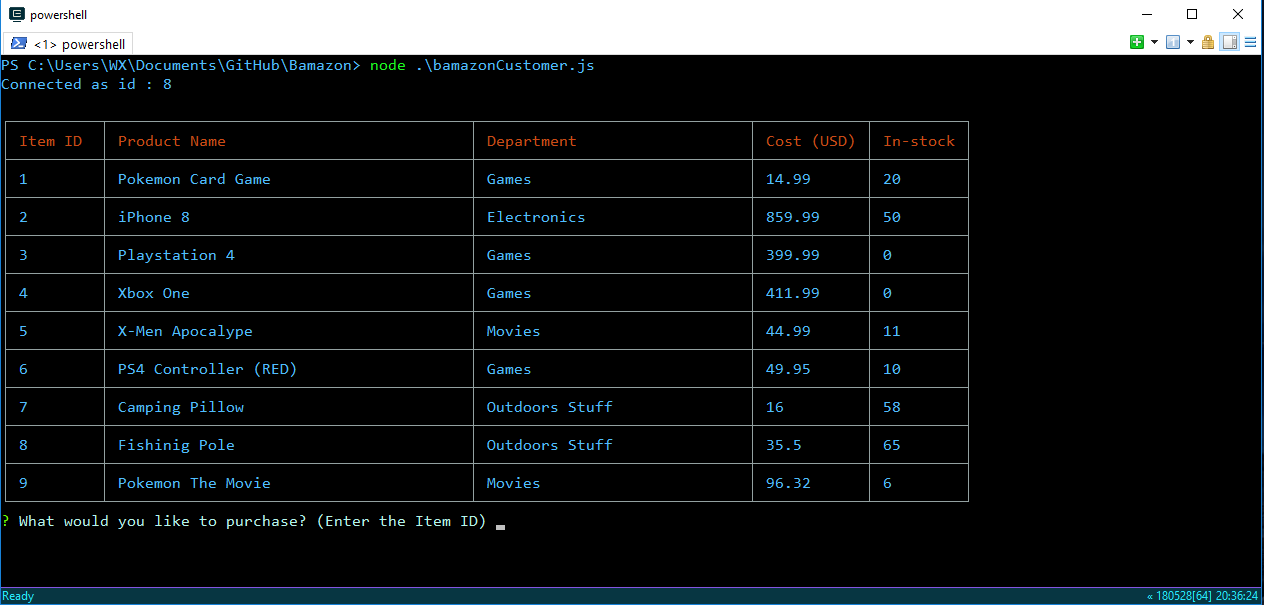 powershell
<1> powershell
PS C:\Users\WX\Documents\GitHub\Bamazon> node .\bamazonCustomer.js
Connected as id : 8
Item ID Product Name Department Cost (USD) In-stock
1 Pokemon Card Game Games 14.99 20
2 iPhone 8 Electronics 859.99 50
3 Playstation 4 Games 399.99 0
4 Xbox One Games 411.99 0
5 X-Men Apocalype Movies 44.99 11
6 PS4 Controller (RED) Games 49.95 10
7 Camping Pillow Outdoors Stuff 16 58
8 Fishinig Pole Outdoors Stuff 35.5 65
9 Pokemon The Movie Movies 96.32 6
? What would you like to purchase? (Enter the Item ID)
Ready « 180528[64] 20:36:24